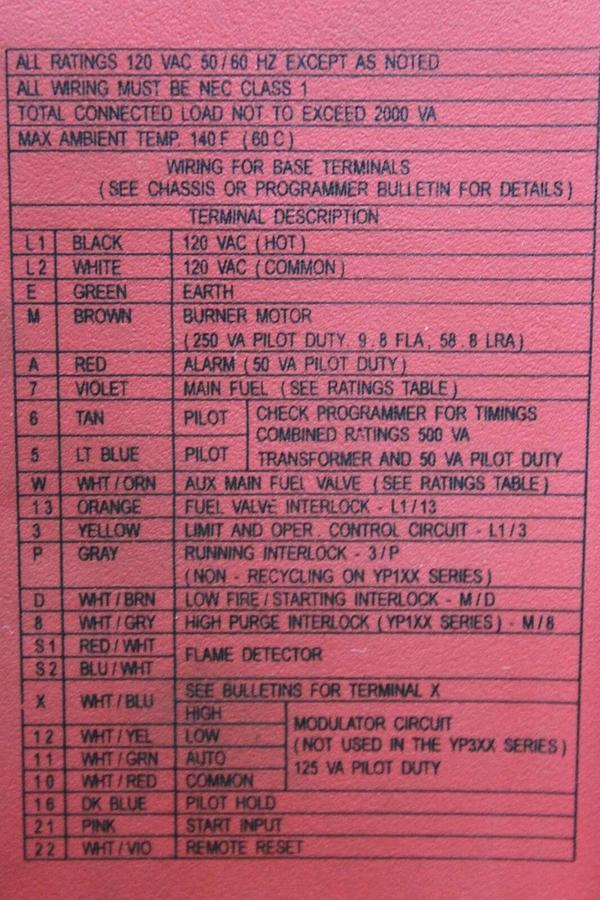 ALL RATINGS 120 VAC 50/60 HZ EXCEPT AS NOTED
ALL WIRING MUST BE NEC CLASS 1
TOTAL CONNECTED LOAD NOT TO EXCEED 2000 VA
MAX AMBIENT TEMP. 140 F (60 C)
WIRING FOR BASE TERMINALS
(SEE CHASSIS OR PROGRAMMER BULLETIN FOR DETAILS)
TERMINAL DESCRIPTION
L1 BLACK 120 VAC (HOT)
L2 WHITE 120 VAC (COMMON)
E GREEN EARTH
M BROWN BURNER MOTOR
(250 VA PILOT DUTY. 9.8 FLA, 58.8 LRA)
A RED ALARM (50 VA PILOT DUTY)
7 VIOLET MAIN FUEL (SEE RATINGS TABLE)
6 TAN PILOT CHECK PROGRAMMER FOR TIMINGS
COMBINED RATINGS 500 VA
5 LT BLUE PILOT TRANSFORMER AND 50 VA PILOT DUTY
W WHT/ORN AUX MAIN FUEL VALVE (SEE RATINGS TABLE)
13 ORANGE FUEL VALVE INTERLOCK - L1/13
3 YELLOW LIMIT AND OPER. CONTROL CIRCUIT - L1/3
P GRAY RUNNING INTERLOCK - 3/P
(NON - RECYCLING ON YP1XX SERIES)
D WHT/BRN LOW FIRE/STARTING INTERLOCK - M/D
8 WHT/GRY HIGH PURGE INTERLOCK (YP1XX SERIES) - M/8
S1 RED/WHT
FLAME DETECTOR
S2 BLU/WHT
X WHT/BLU SEE BULLETINS FOR TERMINAL X
HIGH
MODULATOR CIRCUIT
12 WHT/YEL LOW
(NOT USED IN THE YP3XX SERIES)
11 WHT/GRN AUTO
125 VA PILOT DUTY
10 WHT/RED COMMON
16 DK BLUE PILOT HOLD
21 PINK START INPUT
22 WHT/VIO REMOTE RESET